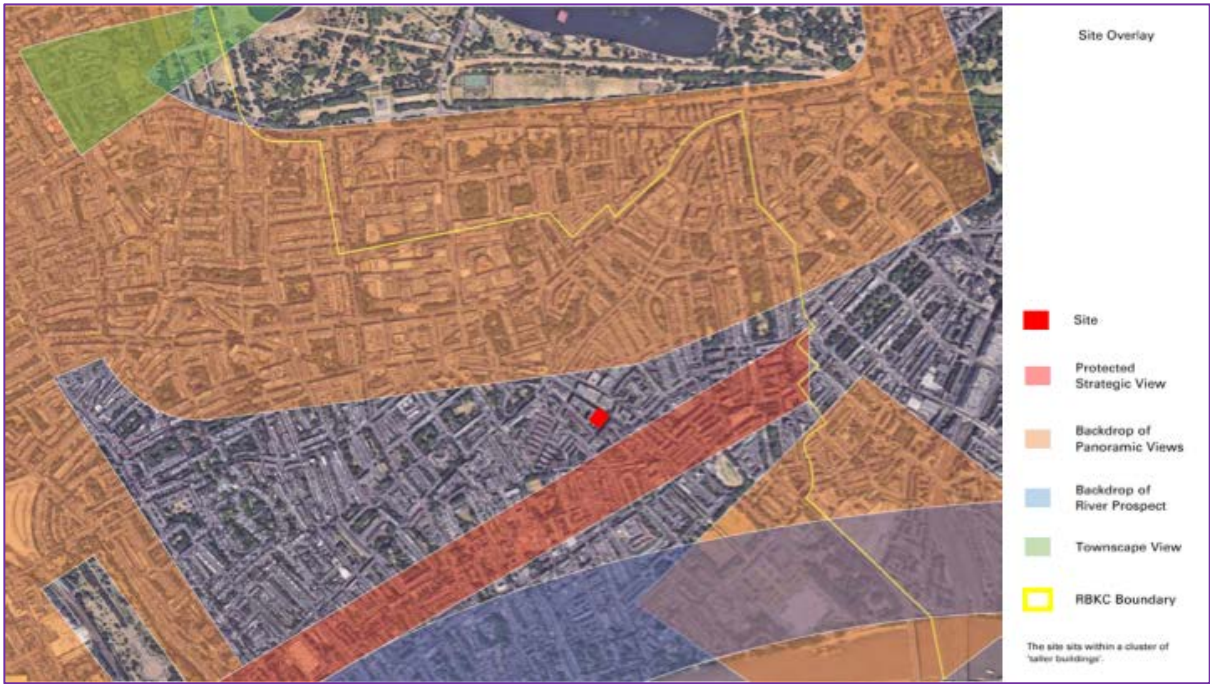 Site Overlay
Site
Protected
Strategic View
Backdrop of
Panoramic Views
Backdrop of
River Prospect
Townscape View
RBKC Boundary
The site sits within a cluster of
'taller buildings'.